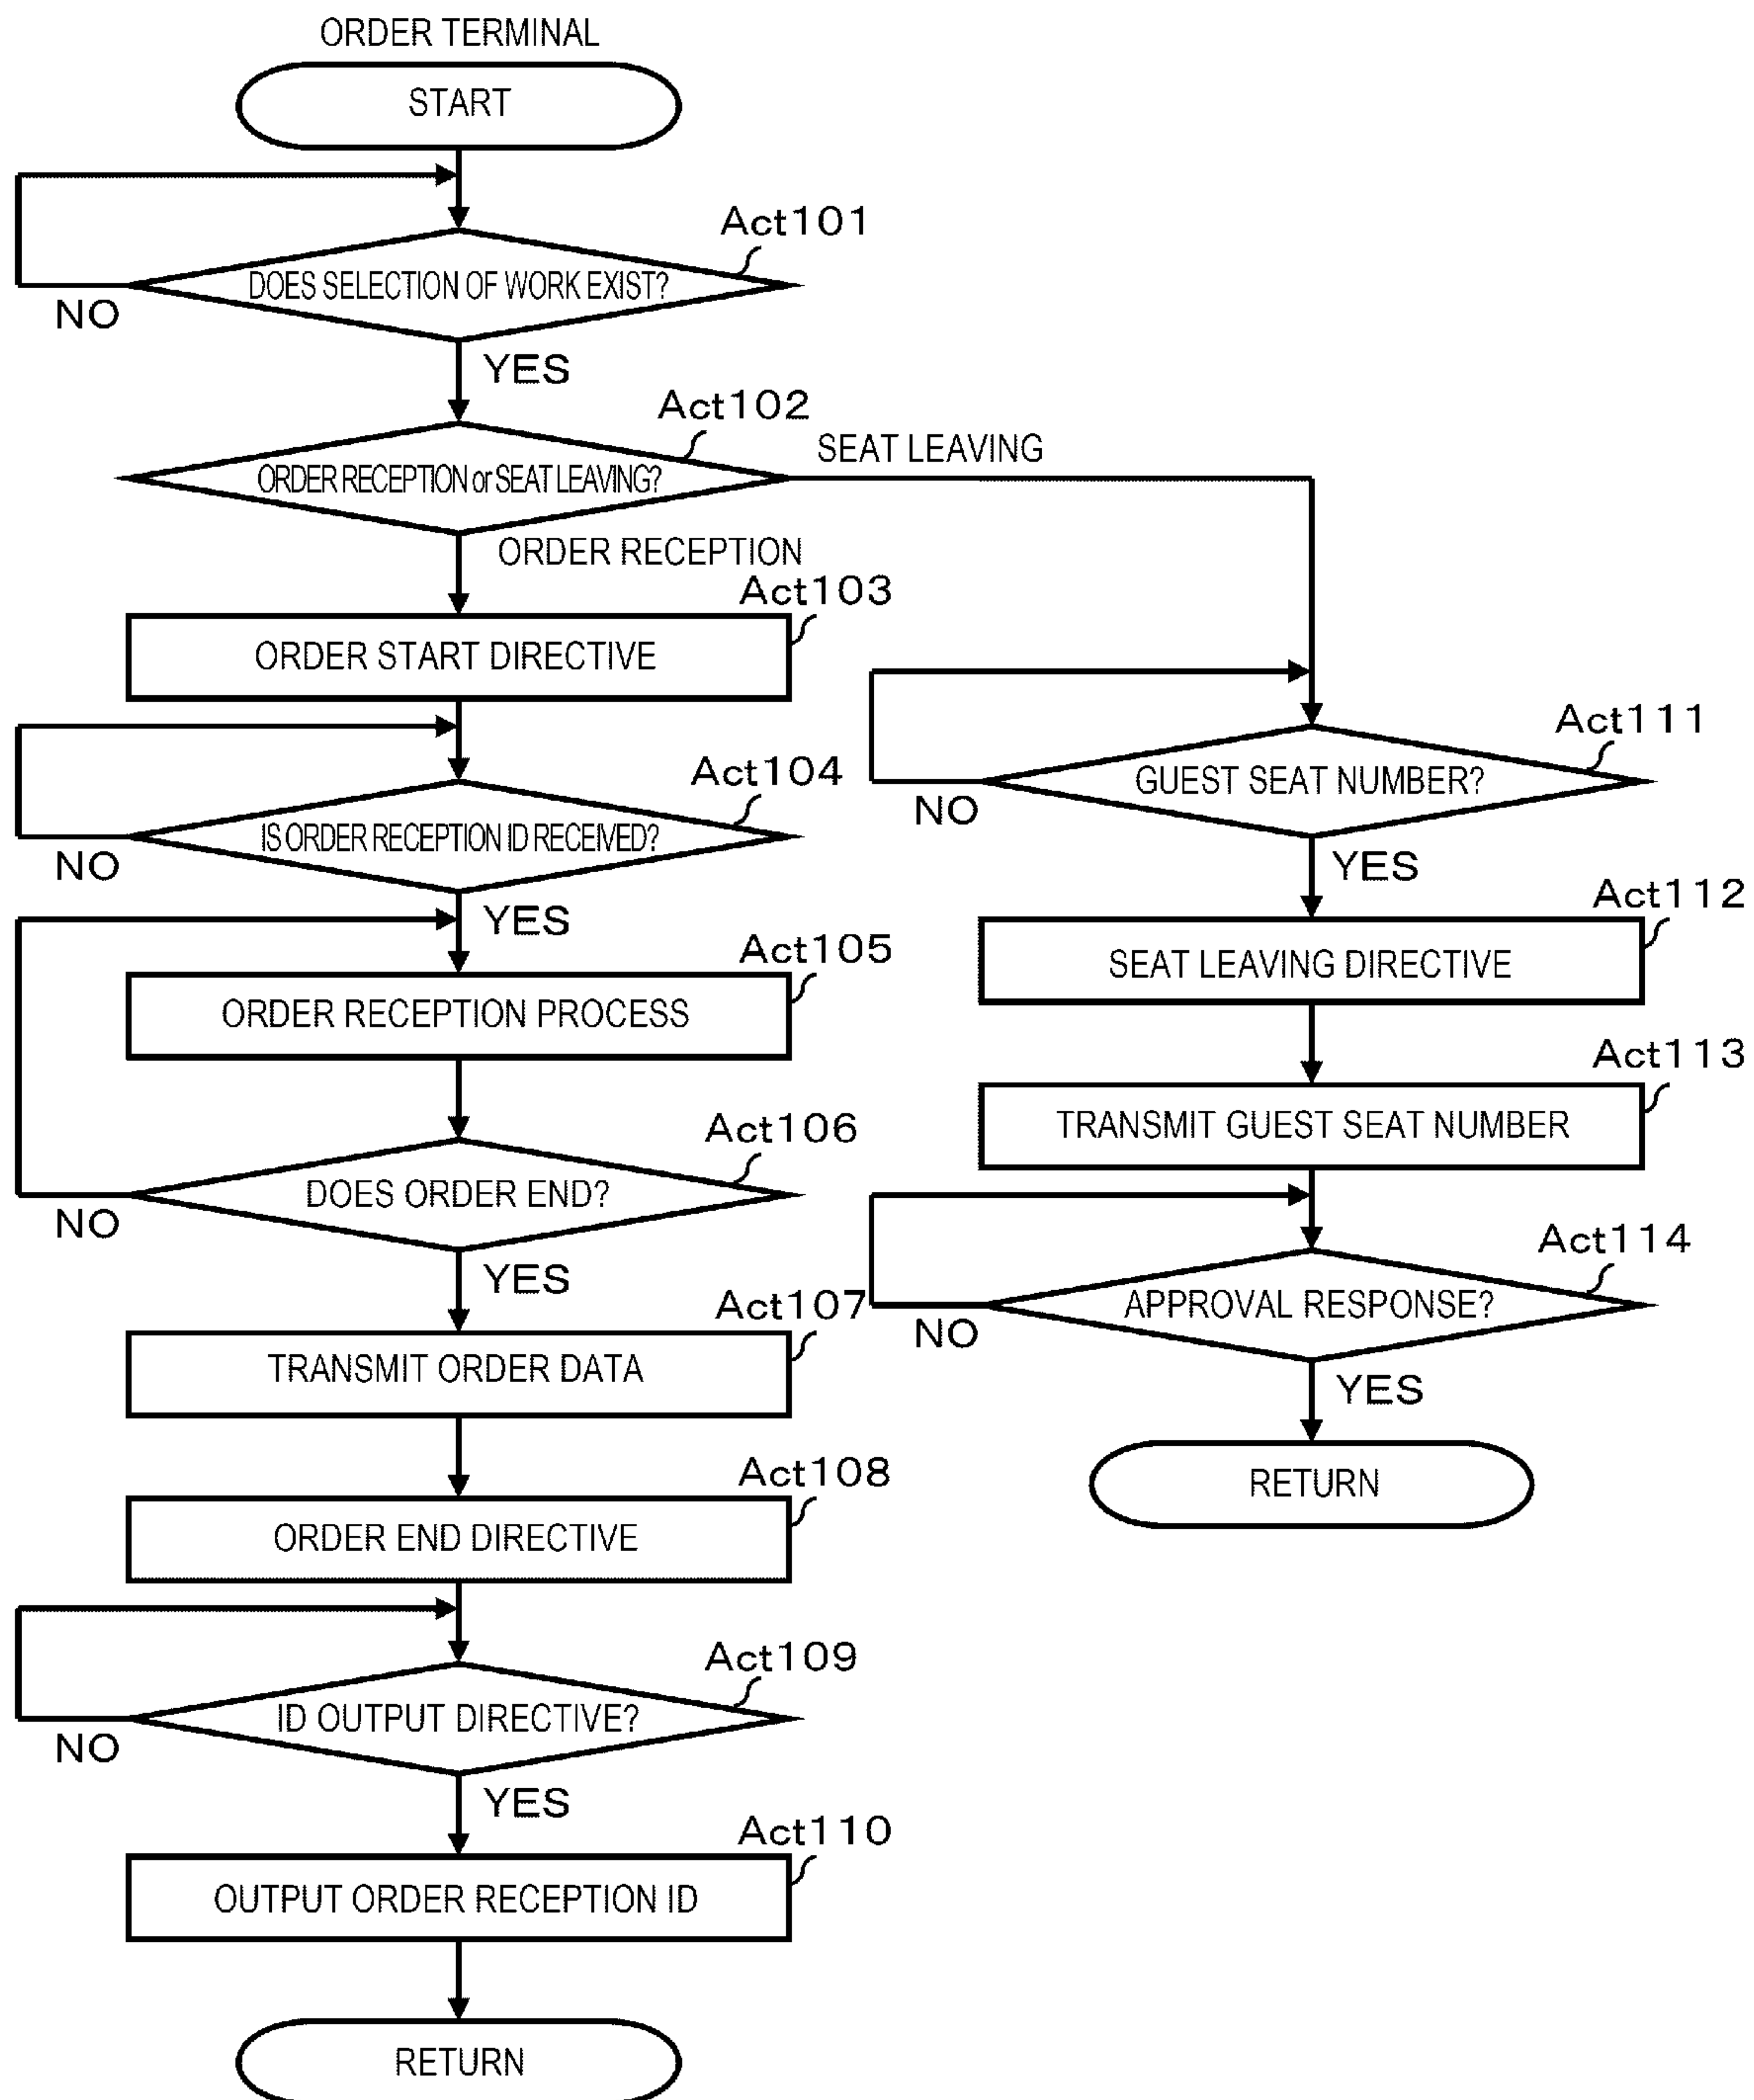 ORDER TERMINAL
START
Act101
DOES SELECTION OF WORK EXIST?
NO
YES
Act102
ORDER RECEPTION or SEAT LEAVING?
SEAT LEAVING
ORDER RECEPTION
Act103
ORDER START DIRECTIVE
Act104
IS ORDER RECEPTION ID RECEIVED?
NO
YES
Act105
ORDER RECEPTION PROCESS
Act106
DOES ORDER END?
NO
YES
Act107
TRANSMIT ORDER DATA
Act108
ORDER END DIRECTIVE
Act109
ID OUTPUT DIRECTIVE?
NO
YES
Act110
OUTPUT ORDER RECEPTION ID
RETURN
Act111
GUEST SEAT NUMBER?
NO
YES
Act112
SEAT LEAVING DIRECTIVE
Act113
TRANSMIT GUEST SEAT NUMBER
Act114
APPROVAL RESPONSE?
NO
YES
RETURN